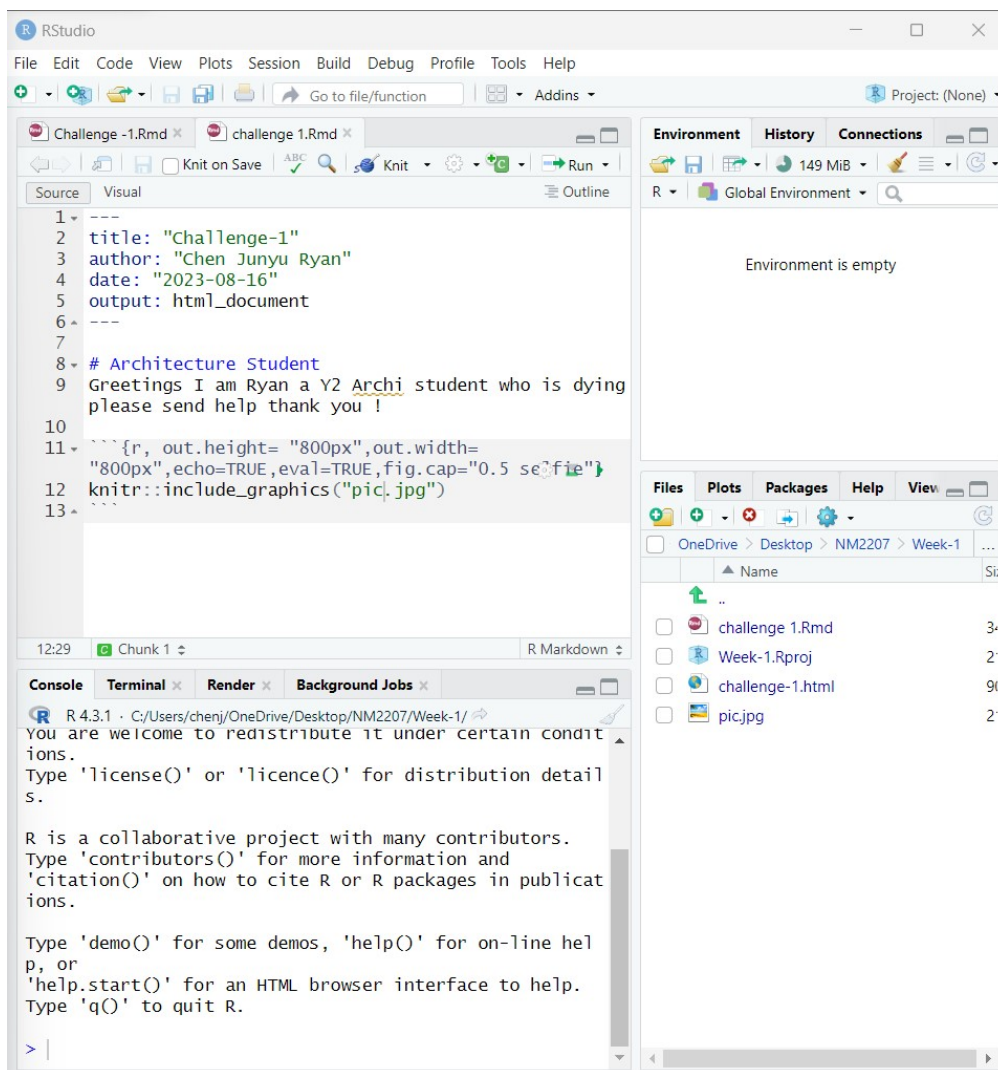 RStudio
File Edit Code View Plots Session Build Debug Profile Tools Help
Go to file/function Addins Project: (None)
Challenge -1.Rmd challenge 1.Rmd
Knit on Save ABC Knit Run
Source Visual Outline
1 ---
2 title: "Challenge-1"
3 author: "Chen Junyu Ryan"
4 date: "2023-08-16"
5 output: html_document
6 ---
7
8 # Architecture Student
9 Greetings I am Ryan a Y2 Archi student who is dying
please send help thank you !
10
11 ```{r, out.height= "800px",out.width=
"800px",echo=TRUE,eval=TRUE,fig.cap="0.5 selfie"}
12 knitr::include_graphics("pic.jpg")
13 ```
12:29 Chunk 1 R Markdown
Console Terminal Render Background Jobs
R 4.3.1 · C:/Users/chenj/OneDrive/Desktop/NM2207/Week-1/
You are welcome to redistribute it under certain condit
ions.
Type 'license()' or 'licence()' for distribution detail
s.
R is a collaborative project with many contributors.
Type 'contributors()' for more information and
'citation()' on how to cite R or R packages in publicat
ions.
Type 'demo()' for some demos, 'help()' for on-line hel
p, or
'help.start()' for an HTML browser interface to help.
Type 'q()' to quit R.
>
Environment History Connections
149 MiB
R Global Environment
Environment is empty
Files Plots Packages Help View
OneDrive > Desktop > NM2207 > Week-1 ...
Name
..
challenge 1.Rmd
Week-1.Rproj
challenge-1.html
pic.jpg